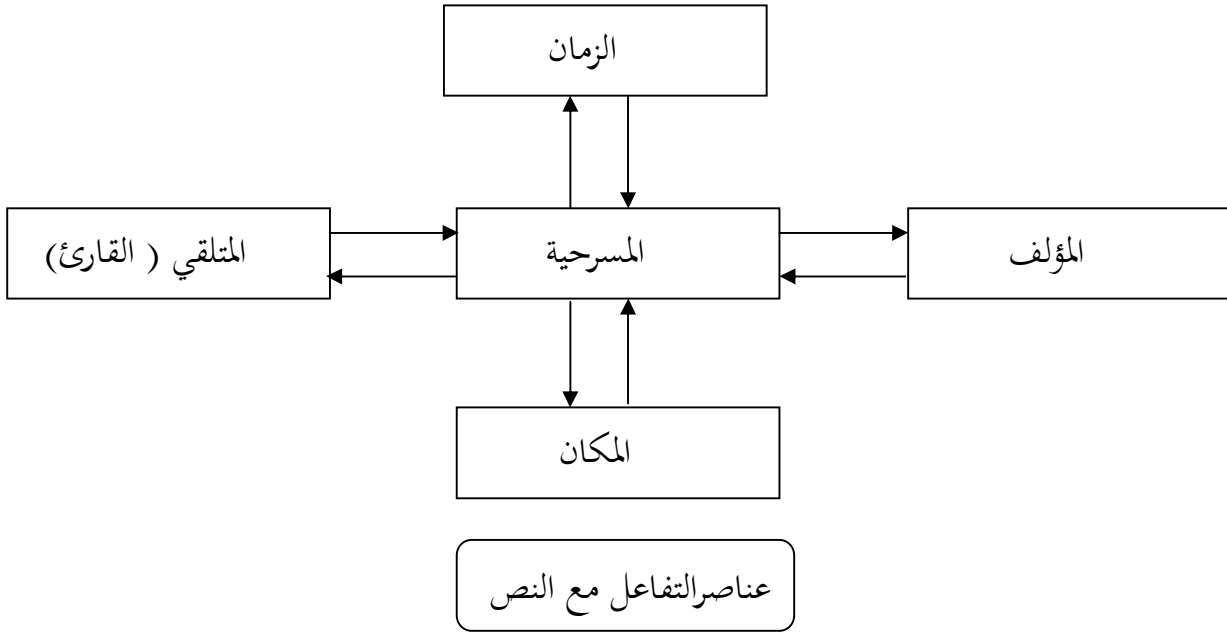 الزمان
المؤلف
المسرحية
المتلقي ( القارئ)
المكان
عناصرالتفاعل مع النص